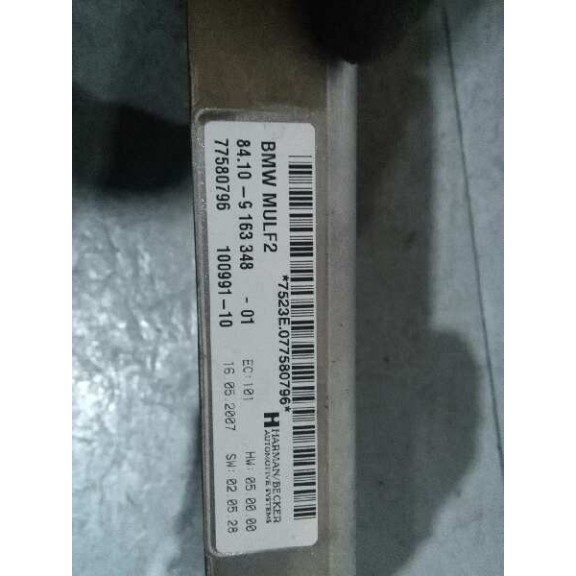 BMW MULF2
*7523E.077580796*
84.10-9 163 348 - 01
77580796 100991-10
EC: 101 HW: 05 00 00
16.05.2007 SW: 02 05 28
H HARMAN/BECKER
AUTOMOTIVE SYSTEMS